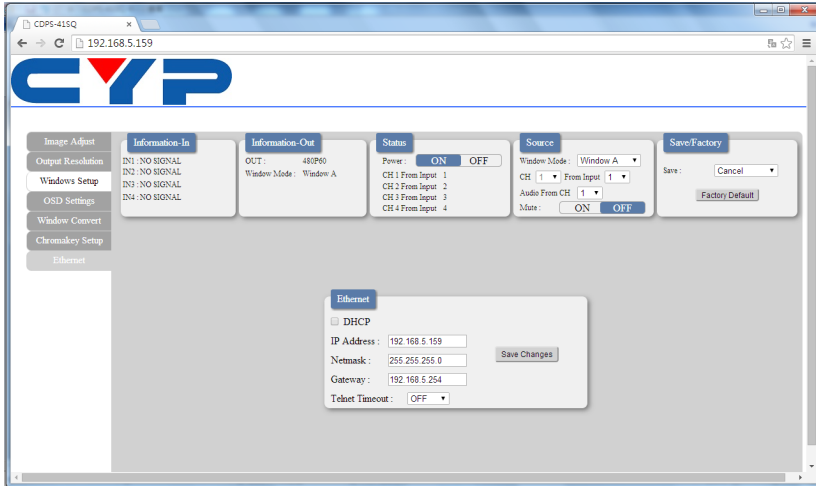 CDPS-41SQ
192.168.5.159
CYP
Image Adjust
Output Resolution
Windows Setup
OSD Settings
Window Convert
Chromakey Setup
Ethernet
Information-In
IN1 : NO SIGNAL
IN2 : NO SIGNAL
IN3 : NO SIGNAL
IN4 : NO SIGNAL
Information-Out
OUT : 480P60
Window Mode : Window A
Status
Power : ON OFF
CH 1 From Input 1
CH 2 From Input 2
CH 3 From Input 3
CH 4 From Input 4
Source
Window Mode : Window A
CH 1 From Input 1
Audio From CH 1
Mute : ON OFF
Save/Factory
Save : Cancel
Factory Default
Ethernet
DHCP
IP Address : 192.168.5.159
Netmask : 255.255.255.0
Gateway : 192.168.5.254
Telnet Timeout : OFF
Save Changes